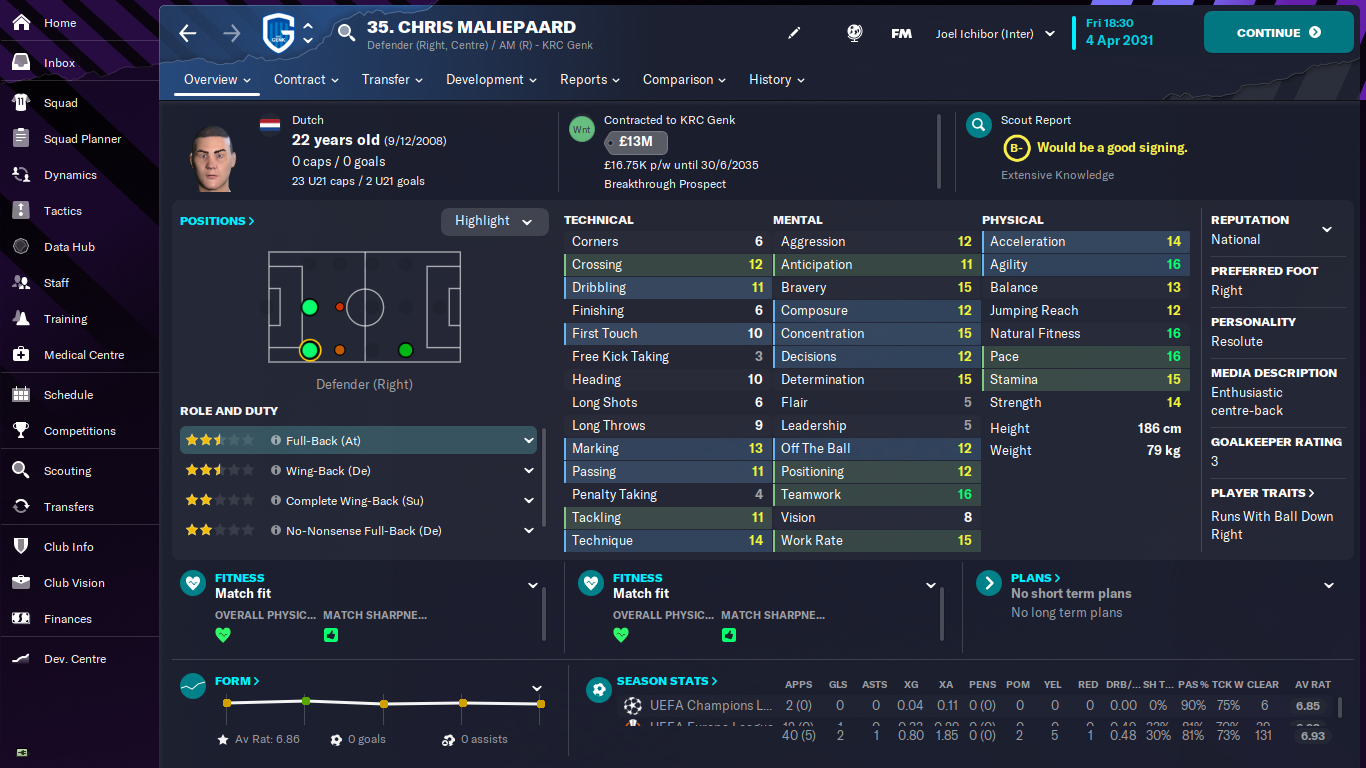 Home
Inbox
Squad
Squad Planner
Dynamics
Tactics
Data Hub
Staff
Training
Medical Centre
Schedule
Competitions
Scouting
Transfers
Club Info
Club Vision
Finances
Dev. Centre
GENK
35. CHRIS MALIEPAARD
Defender (Right, Centre) / AM (R) - KRC Genk
FM
Joel Ichibor (Inter)
Fri 18:30
4 Apr 2031
CONTINUE
Overview Contract Transfer Development Reports Comparison History
Dutch
22 years old (9/12/2008)
0 caps / 0 goals
23 U21 caps / 2 U21 goals
Wnt
Contracted to KRC Genk
£13M
£16.75K p/w until 30/6/2035
Breakthrough Prospect
Scout Report
B- Would be a good signing.
Extensive Knowledge
POSITIONS
Highlight
Defender (Right)
ROLE AND DUTY
Full-Back (At)
Wing-Back (De)
Complete Wing-Back (Su)
No-Nonsense Full-Back (De)
TECHNICAL
Corners 6
Crossing 12
Dribbling 11
Finishing 6
First Touch 10
Free Kick Taking 3
Heading 10
Long Shots 6
Long Throws 9
Marking 13
Passing 11
Penalty Taking 4
Tackling 11
Technique 14
MENTAL
Aggression 12
Anticipation 11
Bravery 15
Composure 12
Concentration 15
Decisions 12
Determination 15
Flair 5
Leadership 5
Off The Ball 12
Positioning 12
Teamwork 16
Vision 8
Work Rate 15
PHYSICAL
Acceleration 14
Agility 16
Balance 13
Jumping Reach 12
Natural Fitness 16
Pace 16
Stamina 15
Strength 14
Height 186 cm
Weight 79 kg
REPUTATION
National
PREFERRED FOOT
Right
PERSONALITY
Resolute
MEDIA DESCRIPTION
Enthusiastic
centre-back
GOALKEEPER RATING
3
PLAYER TRAITS
Runs With Ball Down
Right
FITNESS
Match fit
OVERALL PHYSIC... MATCH SHARPNE...
FITNESS
Match fit
OVERALL PHYSIC... MATCH SHARPNE...
PLANS
No short term plans
No long term plans
FORM
Av Rat: 6.86 0 goals 0 assists
SEASON STATS
APPS GLS ASTS XG XA PENS POM YEL RED DRB/... SH T... PAS % TCK W CLEAR AV RAT
UEFA Champions L... 2 (0) 0 0 0.04 0.11 0 (0) 0 0 0 0.00 0% 90% 75% 6 6.85
UEFA Europa League
40 (5) 2 1 0.80 1.85 0 (0) 2 5 1 0.48 30% 81% 73% 131 6.93